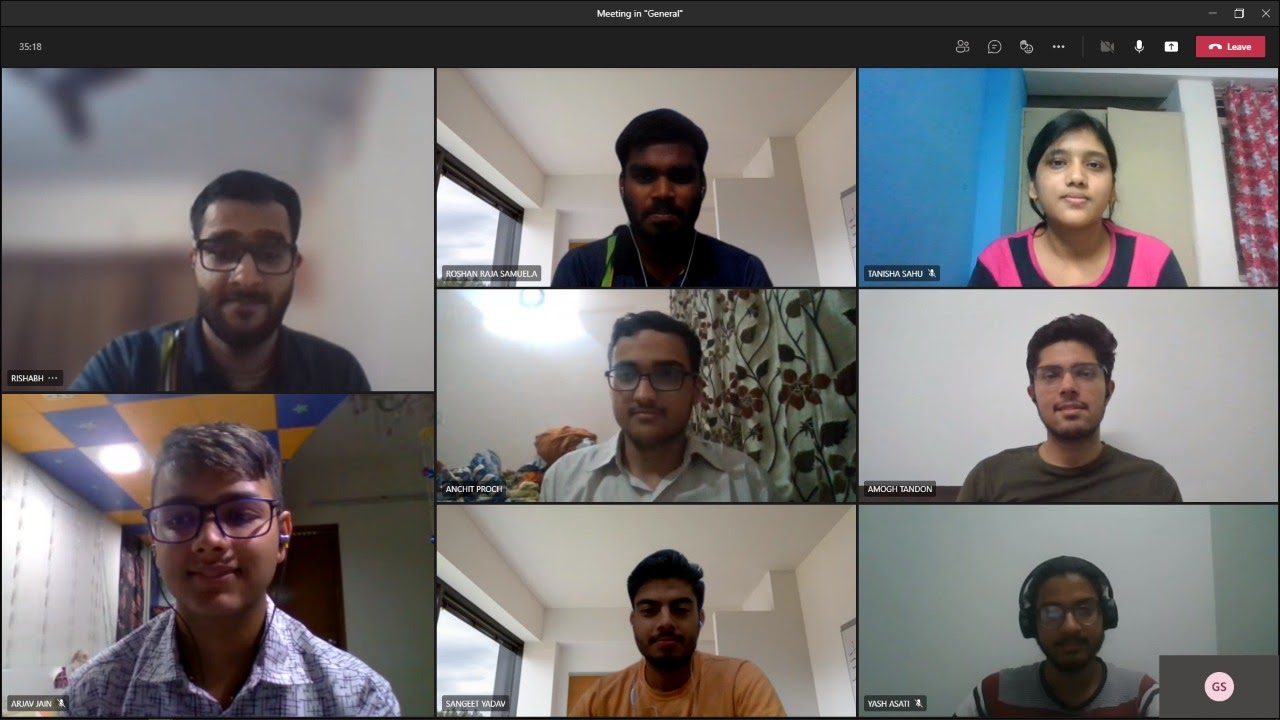 Meeting in "General"
35:18
Leave
RISHABH
ROSHAN RAJA SAMUELA
TANISHA SAHU
ANCHIT PROCH
AMOGH TANDON
ARJAV JAIN
SANGEET YADAV
YASH ASATI
GS